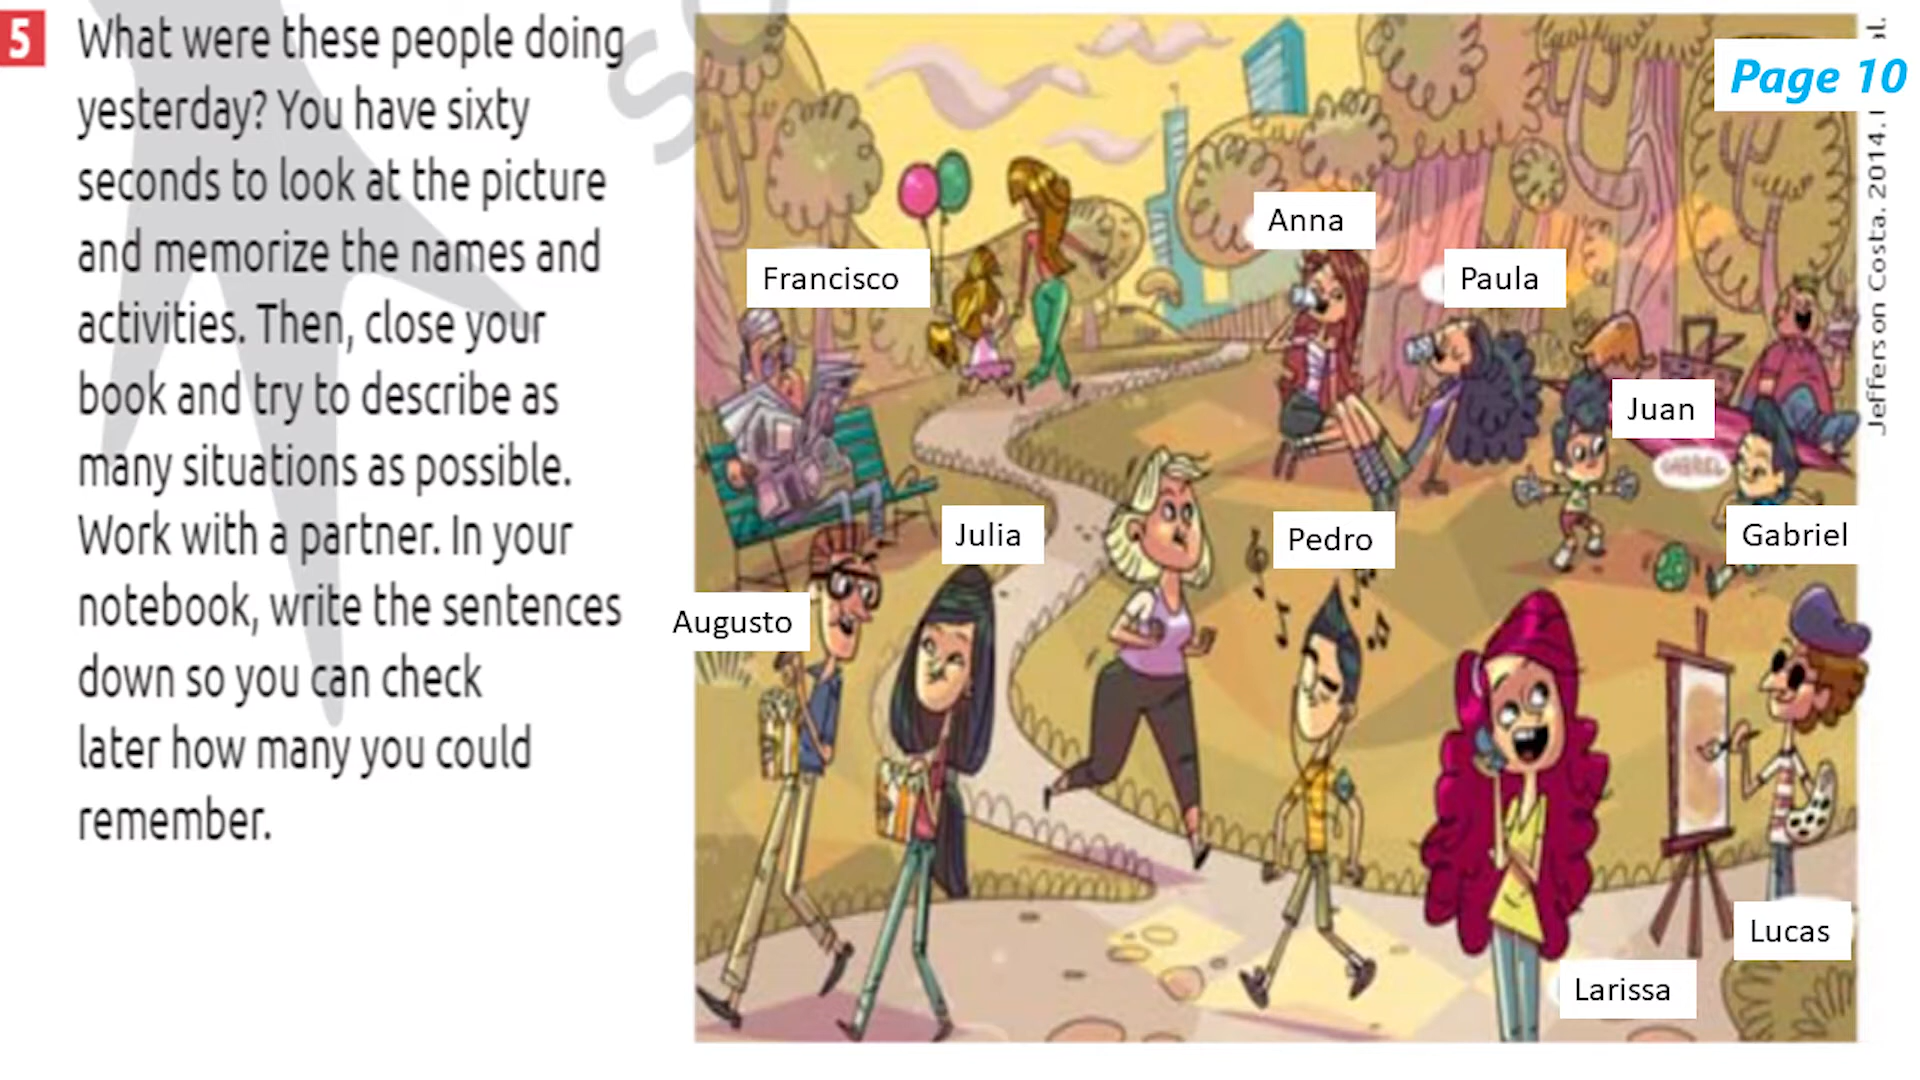 5
What were these people doing
yesterday? You have sixty
seconds to look at the picture
and memorize the names and
activities. Then, close your
book and try to describe as
many situations as possible.
Work with a partner. In your
notebook, write the sentences
down so you can check
later how many you could
remember.
Page 10
Anna
Francisco
Paula
Juan
GABRIEL
Julia
Pedro
Gabriel
Augusto
Lucas
Larissa
Jefferson Costa. 2014.